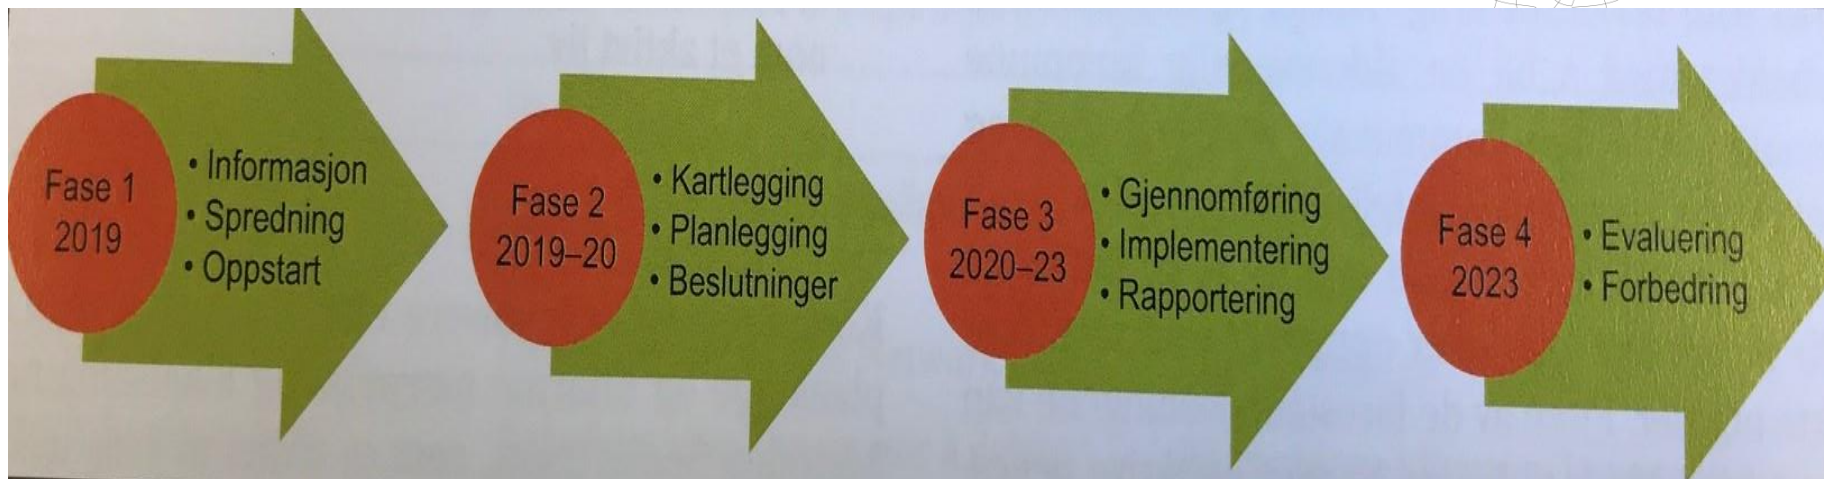 Fase 1
2019
• Informasjon
• Spredning
• Oppstart
Fase 2
2019–20
• Kartlegging
• Planlegging
• Beslutninger
Fase 3
2020–23
• Gjennomføring
• Implementering
• Rapportering
Fase 4
2023
• Evaluering
• Forbedring